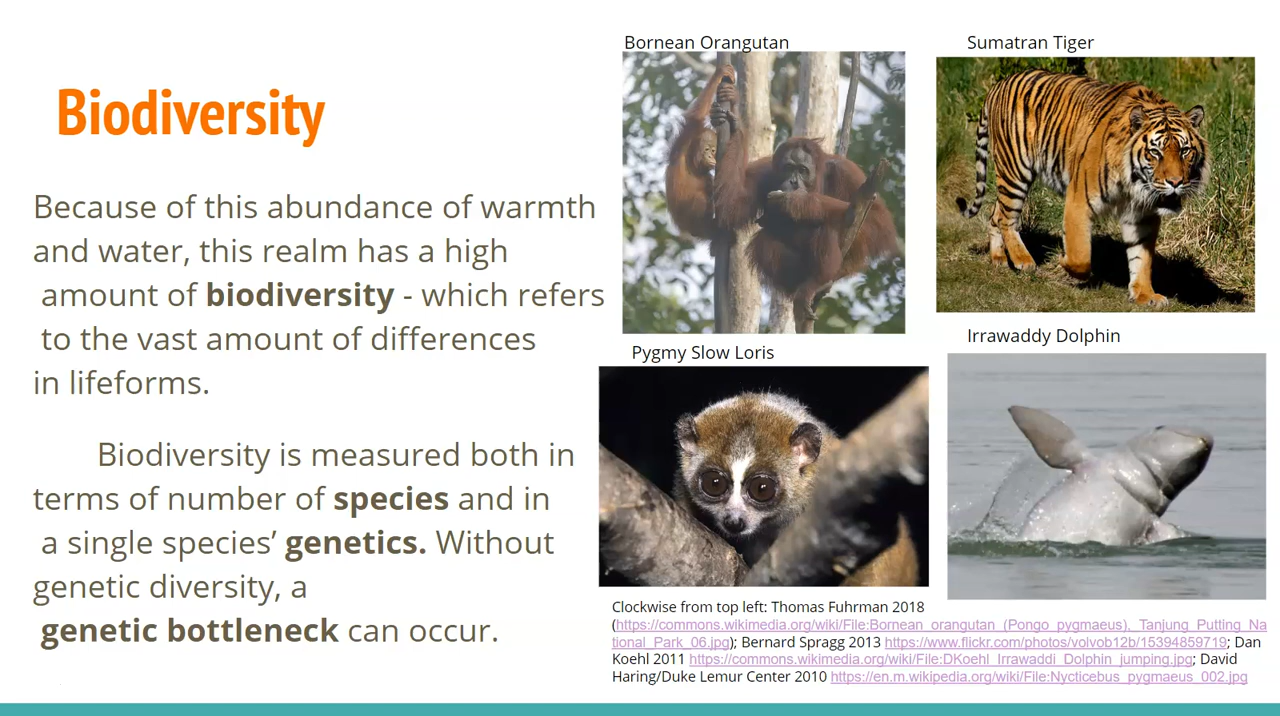 Biodiversity
Because of this abundance of warmth
and water, this realm has a high
amount of biodiversity - which refers
to the vast amount of differences
in lifeforms.
Biodiversity is measured both in
terms of number of species and in
a single species’ genetics. Without
genetic diversity, a
genetic bottleneck can occur.
Bornean Orangutan
Sumatran Tiger
Pygmy Slow Loris
Irrawaddy Dolphin
Clockwise from top left: Thomas Fuhrman 2018
(https://commons.wikimedia.org/wiki/File:Bornean_orangutan_(Pongo_pygmaeus),_Tanjung_Putting_Na
tional_Park_06.jpg); Bernard Spragg 2013 https://www.flickr.com/photos/volvob12b/15394859719; Dan
Koehl 2011 https://commons.wikimedia.org/wiki/File:DKoehl_Irrawaddi_Dolphin_jumping.jpg; David
Haring/Duke Lemur Center 2010 https://en.m.wikipedia.org/wiki/File:Nycticebus_pygmaeus_002.jpg